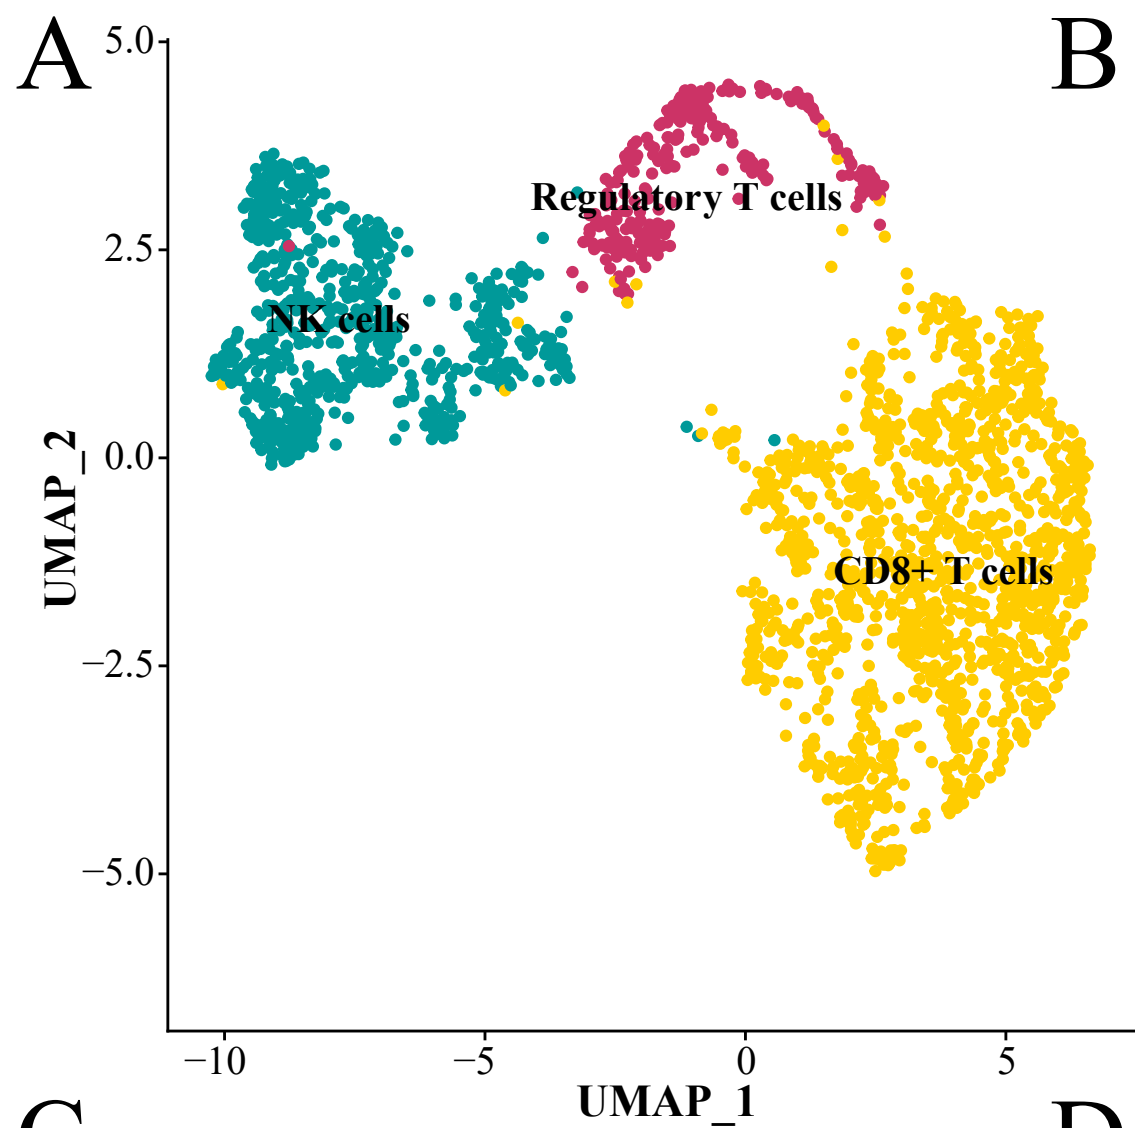 A
B
5.0
Regulatory T cells
2.5
NK cells
0.0
UMAP_2
CD8+ T cells
−2.5
−5.0
−10
−5
0
5
UMAP_1
C
D